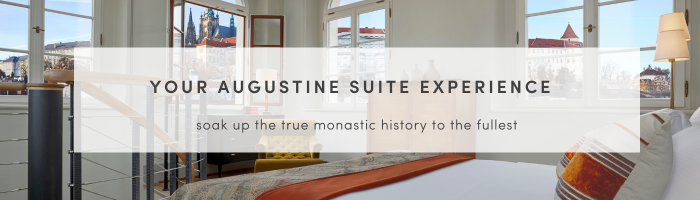 YOUR AUGUSTINE SUITE EXPERIENCE
soak up the true monastic history to the fullest